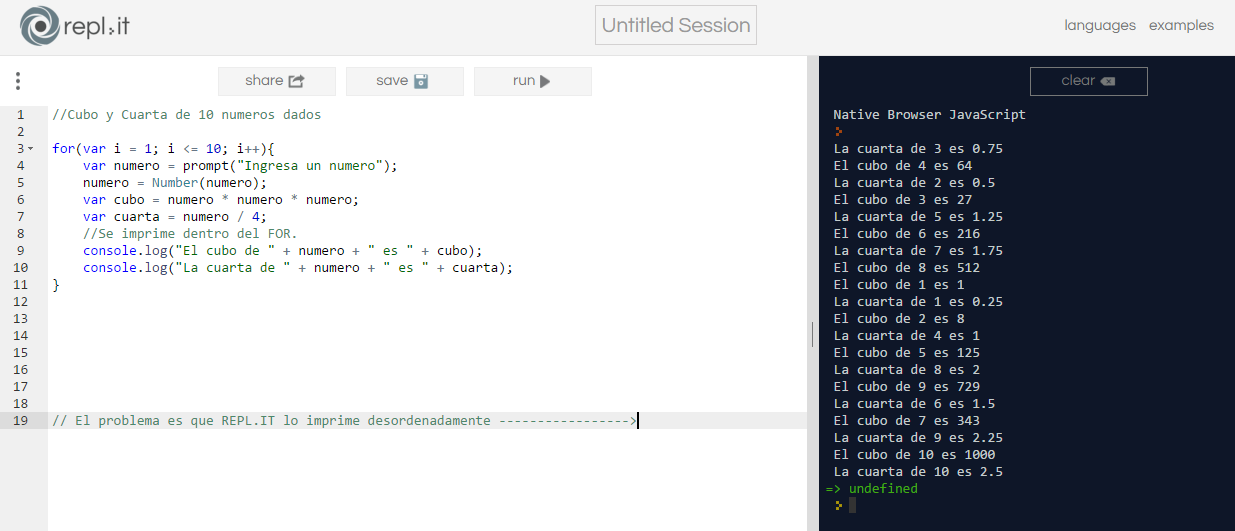 repl.it
Untitled Session
languages examples
share save run
clear
1 //Cubo y Cuarta de 10 numeros dados
2
3 for(var i = 1; i <= 10; i++){
4     var numero = prompt("Ingresa un numero");
5     numero = Number(numero);
6     var cubo = numero * numero * numero;
7     var cuarta = numero / 4;
8     //Se imprime dentro del FOR.
9     console.log("El cubo de " + numero + " es " + cubo);
10     console.log("La cuarta de " + numero + " es " + cuarta);
11 }
12
13
14
15
16
17
18
19 // El problema es que REPL.IT lo imprime desordenadamente ----------------->
Native Browser JavaScript
La cuarta de 3 es 0.75
El cubo de 4 es 64
La cuarta de 2 es 0.5
El cubo de 3 es 27
La cuarta de 5 es 1.25
El cubo de 6 es 216
La cuarta de 7 es 1.75
El cubo de 8 es 512
El cubo de 1 es 1
La cuarta de 1 es 0.25
El cubo de 2 es 8
La cuarta de 4 es 1
El cubo de 5 es 125
La cuarta de 8 es 2
El cubo de 9 es 729
La cuarta de 6 es 1.5
El cubo de 7 es 343
La cuarta de 9 es 2.25
El cubo de 10 es 1000
La cuarta de 10 es 2.5
=> undefined